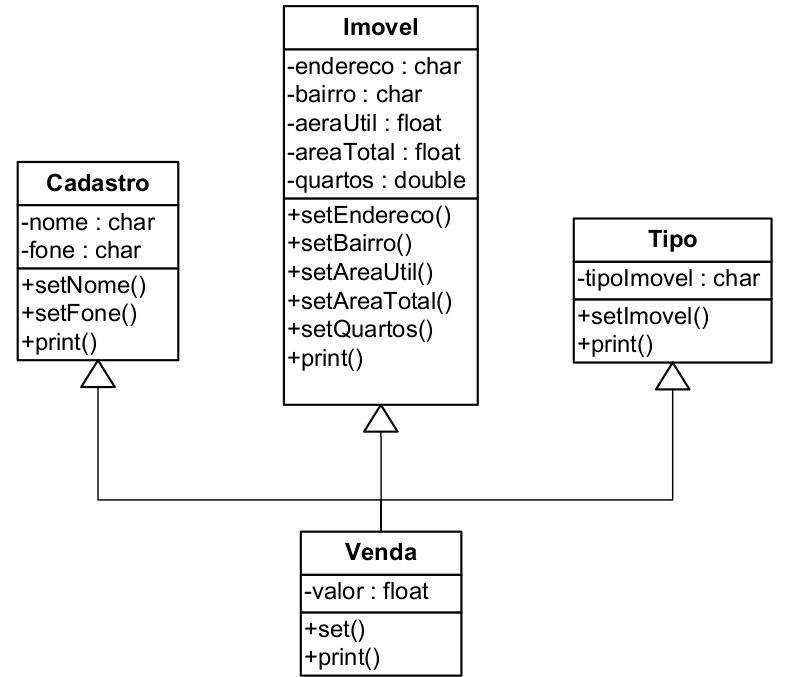 Imovel
-endereco : char
-bairro : char
-aeraUtil : float
-areaTotal : float
-quartos : double
+setEndereco()
+setBairro()
+setAreaUtil()
+setAreaTotal()
+setQuartos()
+print()
Cadastro
-nome : char
-fone : char
+setNome()
+setFone()
+print()
Tipo
-tipoImovel : char
+setImovel()
+print()
Venda
-valor : float
+set()
+print()